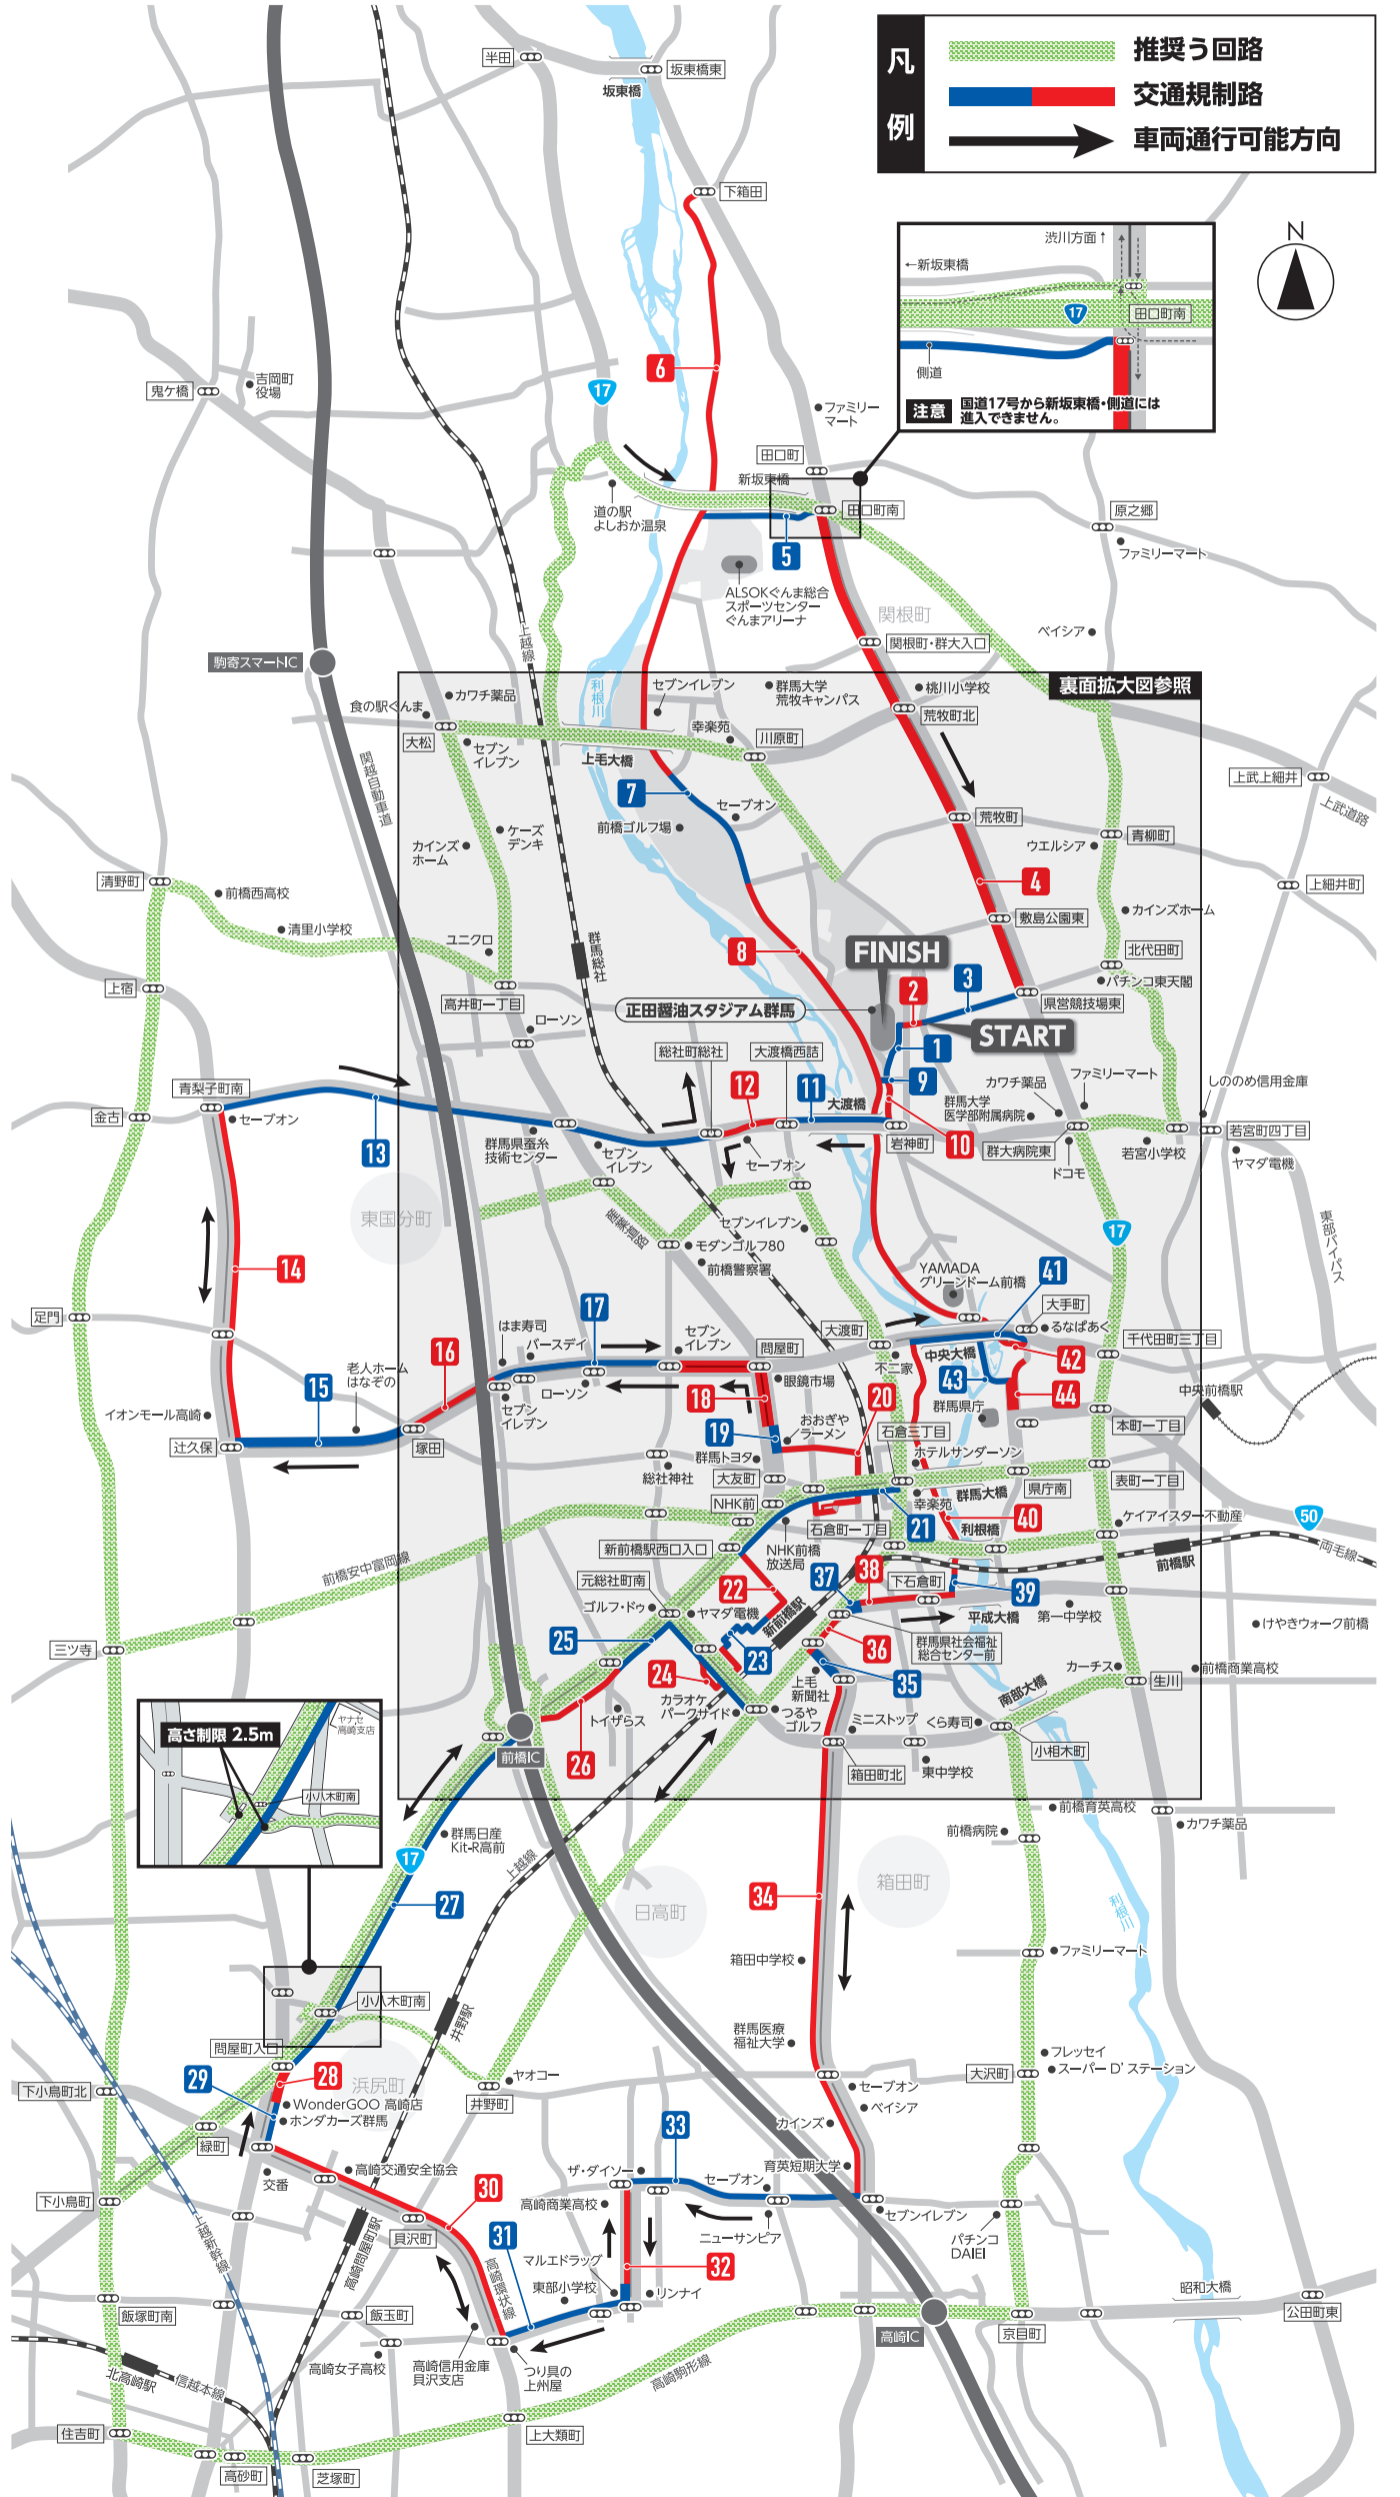 凡例
推奨う回路
交通規制路
車両通行可能方向
半田
坂東橋東
坂東橋
下箱田
N
渋川方面↑
←新坂東橋
17
田口町南
側道
注意
国道17号から新坂東橋・側道には
進入できません。
6
17
鬼ケ橋
吉岡町
役場
ファミリー
マート
田口町
新坂東橋
田口町南
道の駅
よしおか温泉
5
原之郷
ファミリーマート
ALSOKぐんま総合
スポーツセンター
ぐんまアリーナ
関根町
ベイシア
関根町・群大入口
上越線
駒寄スマートIC
利根川
裏面拡大図参照
カワチ薬品
食の駅ぐんま
大松
セブン
イレブン
セブンイレブン
群馬大学
荒牧キャンパス
桃川小学校
荒牧町北
幸楽苑
川原町
上毛大橋
関越自動車道
7
セーブオン
前橋ゴルフ場
ケーズ
デンキ
カインズ
ホーム
荒牧町
青柳町
ウエルシア
上武上細井
上武道路
上細井町
4
清野町
前橋西高校
清里小学校
ユニクロ
群馬総社
8
敷島公園東
カインズホーム
北代田町
パチンコ東天閣
FINISH
2
3
県営競技場東
START
上宿
高井町一丁目
ローソン
正田醤油スタジアム群馬
1
9
総社町総社
大渡橋西詰
12
11
大渡橋
岩神町
10
カワチ薬品
ファミリーマート
群馬大学
医学部附属病院
群大病院東
ドコモ
若宮小学校
しののめ信用金庫
若宮町四丁目
ヤマダ電機
青梨子町南
金古
セーブオン
13
群馬県蚕糸
技術センター
セブン
イレブン
セーブオン
東国分町
産業道路
セブンイレブン
モダンゴルフ80
前橋警察署
17
東部バイパス
14
足門
YAMADA
グリーンドーム前橋
41
大手町
るなぱあく
千代田町三丁目
42
43
44
中央大橋
群馬県庁
中央前橋駅
本町一丁目
17
はま寿司
バースデイ
セブン
イレブン
問屋町
大渡町
不二家
16
15
老人ホーム
はなぞの
イオンモール高崎
辻久保
塚田
セブン
イレブン
ローソン
18
眼鏡市場
20
19
おおぎや
ラーメン
石倉三丁目
ホテルサンダーソン
群馬トヨタ
総社神社
大友町
NHK前
幸楽苑
群馬大橋
県庁南
表町一丁目
ケイアイスター不動産
50
前橋駅
両毛線
石倉町一丁目
21
利根橋
40
NHK前橋
放送局
新前橋駅西口入口
前橋安中富岡線
元総社町南
ゴルフ・ドゥ
ヤマダ電機
22
新前橋駅
37
38
下石倉町
39
平成大橋
第一中学校
けやきウォーク前橋
25
23
36
群馬県社会福祉
総合センター前
35
三ツ寺
24
カラオケ
パークサイド
上毛
新聞社
つるや
ゴルフ
南部大橋
カーチス
前橋商業高校
生川
ヤナセ
高崎支店
高さ制限 2.5m
小八木町南
26
トイザらス
前橋IC
ミニストップ
くら寿司
小相木町
箱田町北
東中学校
前橋育英高校
前橋病院
カワチ薬品
群馬日産
Kit-R高前
17
上越線
27
日高町
箱田町
34
利根川
箱田中学校
ファミリーマート
小八木町南
井野駅
問屋町入口
群馬医療
福祉大学
大沢町
フレッセイ
スーパーD'ステーション
29
28
浜尻町
ヤオコー
井野町
下小鳥町北
WonderGOO 高崎店
ホンダカーズ群馬
緑町
セーブオン
ベイシア
カインズ
交番
高崎交通安全協会
下小鳥町
30
33
ザ・ダイソー
セーブオン
育英短期大学
高崎商業高校
ニューサンピア
セブンイレブン
パチンコ
DAIEI
貝沢町
31
高崎環状線
マルエドラッグ
東部小学校
32
リンナイ
上越新幹線
高崎問屋町駅
飯塚町南
飯玉町
高崎女子高校
高崎信用金庫
貝沢支店
つり具の
上州屋
高崎駒形線
高崎IC
京目町
昭和大橋
公田町東
北高崎駅
信越本線
住吉町
高砂町
芝塚町
上大類町